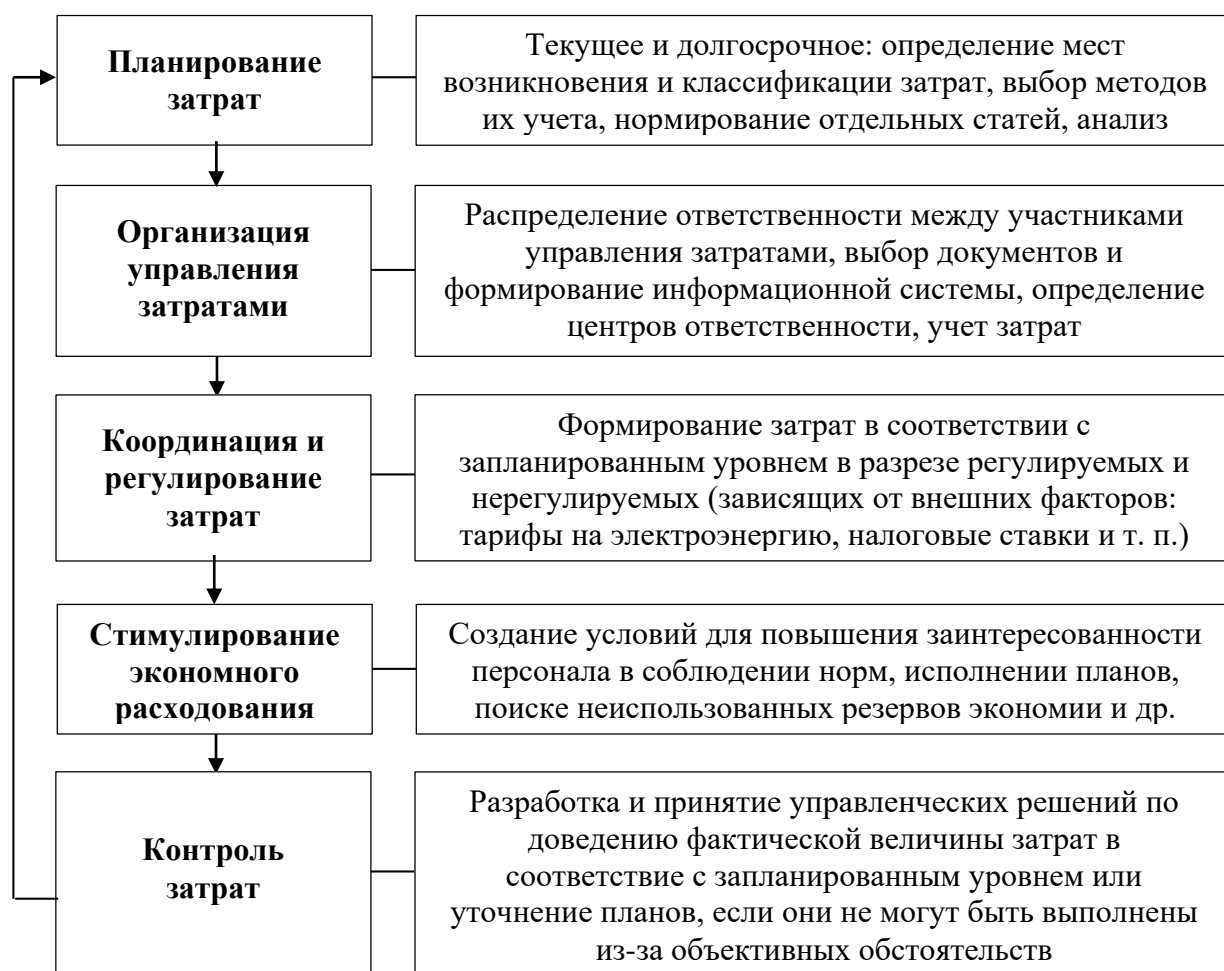 Планирование
затрат
Текущее и долгосрочное: определение мест
возникновения и классификации затрат, выбор методов
их учета, нормирование отдельных статей, анализ
Организация
управления
затратами
Распределение ответственности между участниками
управления затратами, выбор документов и
формирование информационной системы, определение
центров ответственности, учет затрат
Координация и
регулирование
затрат
Формирование затрат в соответствии с
запланированным уровнем в разрезе регулируемых и
нерегулируемых (зависящих от внешних факторов:
тарифы на электроэнергию, налоговые ставки и т. п.)
Стимулирование
экономного
расходования
Создание условий для повышения заинтересованности
персонала в соблюдении норм, исполнении планов,
поиске неиспользованных резервов экономии и др.
Контроль
затрат
Разработка и принятие управленческих решений по
доведению фактической величины затрат в
соответствие с запланированным уровнем или
уточнение планов, если они не могут быть выполнены
из-за объективных обстоятельств